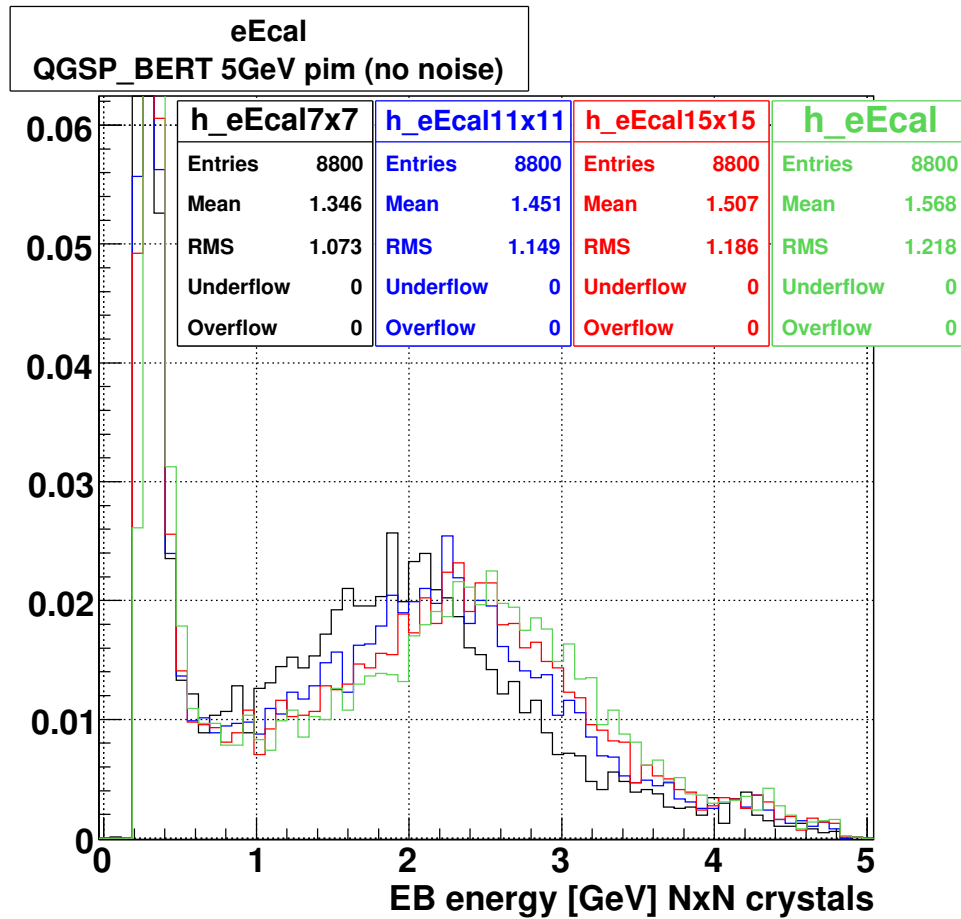 eEcal
QGSP_BERT 5GeV pim (no noise)
h_eEcal7x7
Entries 8800
Mean 1.346
RMS 1.073
Underflow 0
Overflow 0
h_eEcal11x11
Entries 8800
Mean 1.451
RMS 1.149
Underflow 0
Overflow 0
h_eEcal15x15
Entries 8800
Mean 1.507
RMS 1.186
Underflow 0
Overflow 0
h_eEcal
Entries 8800
Mean 1.568
RMS 1.218
Underflow 0
Overflow 0
0.06
0.05
0.04
0.03
0.02
0.01
0
0 1 2 3 4 5
EB energy [GeV] NxN crystals